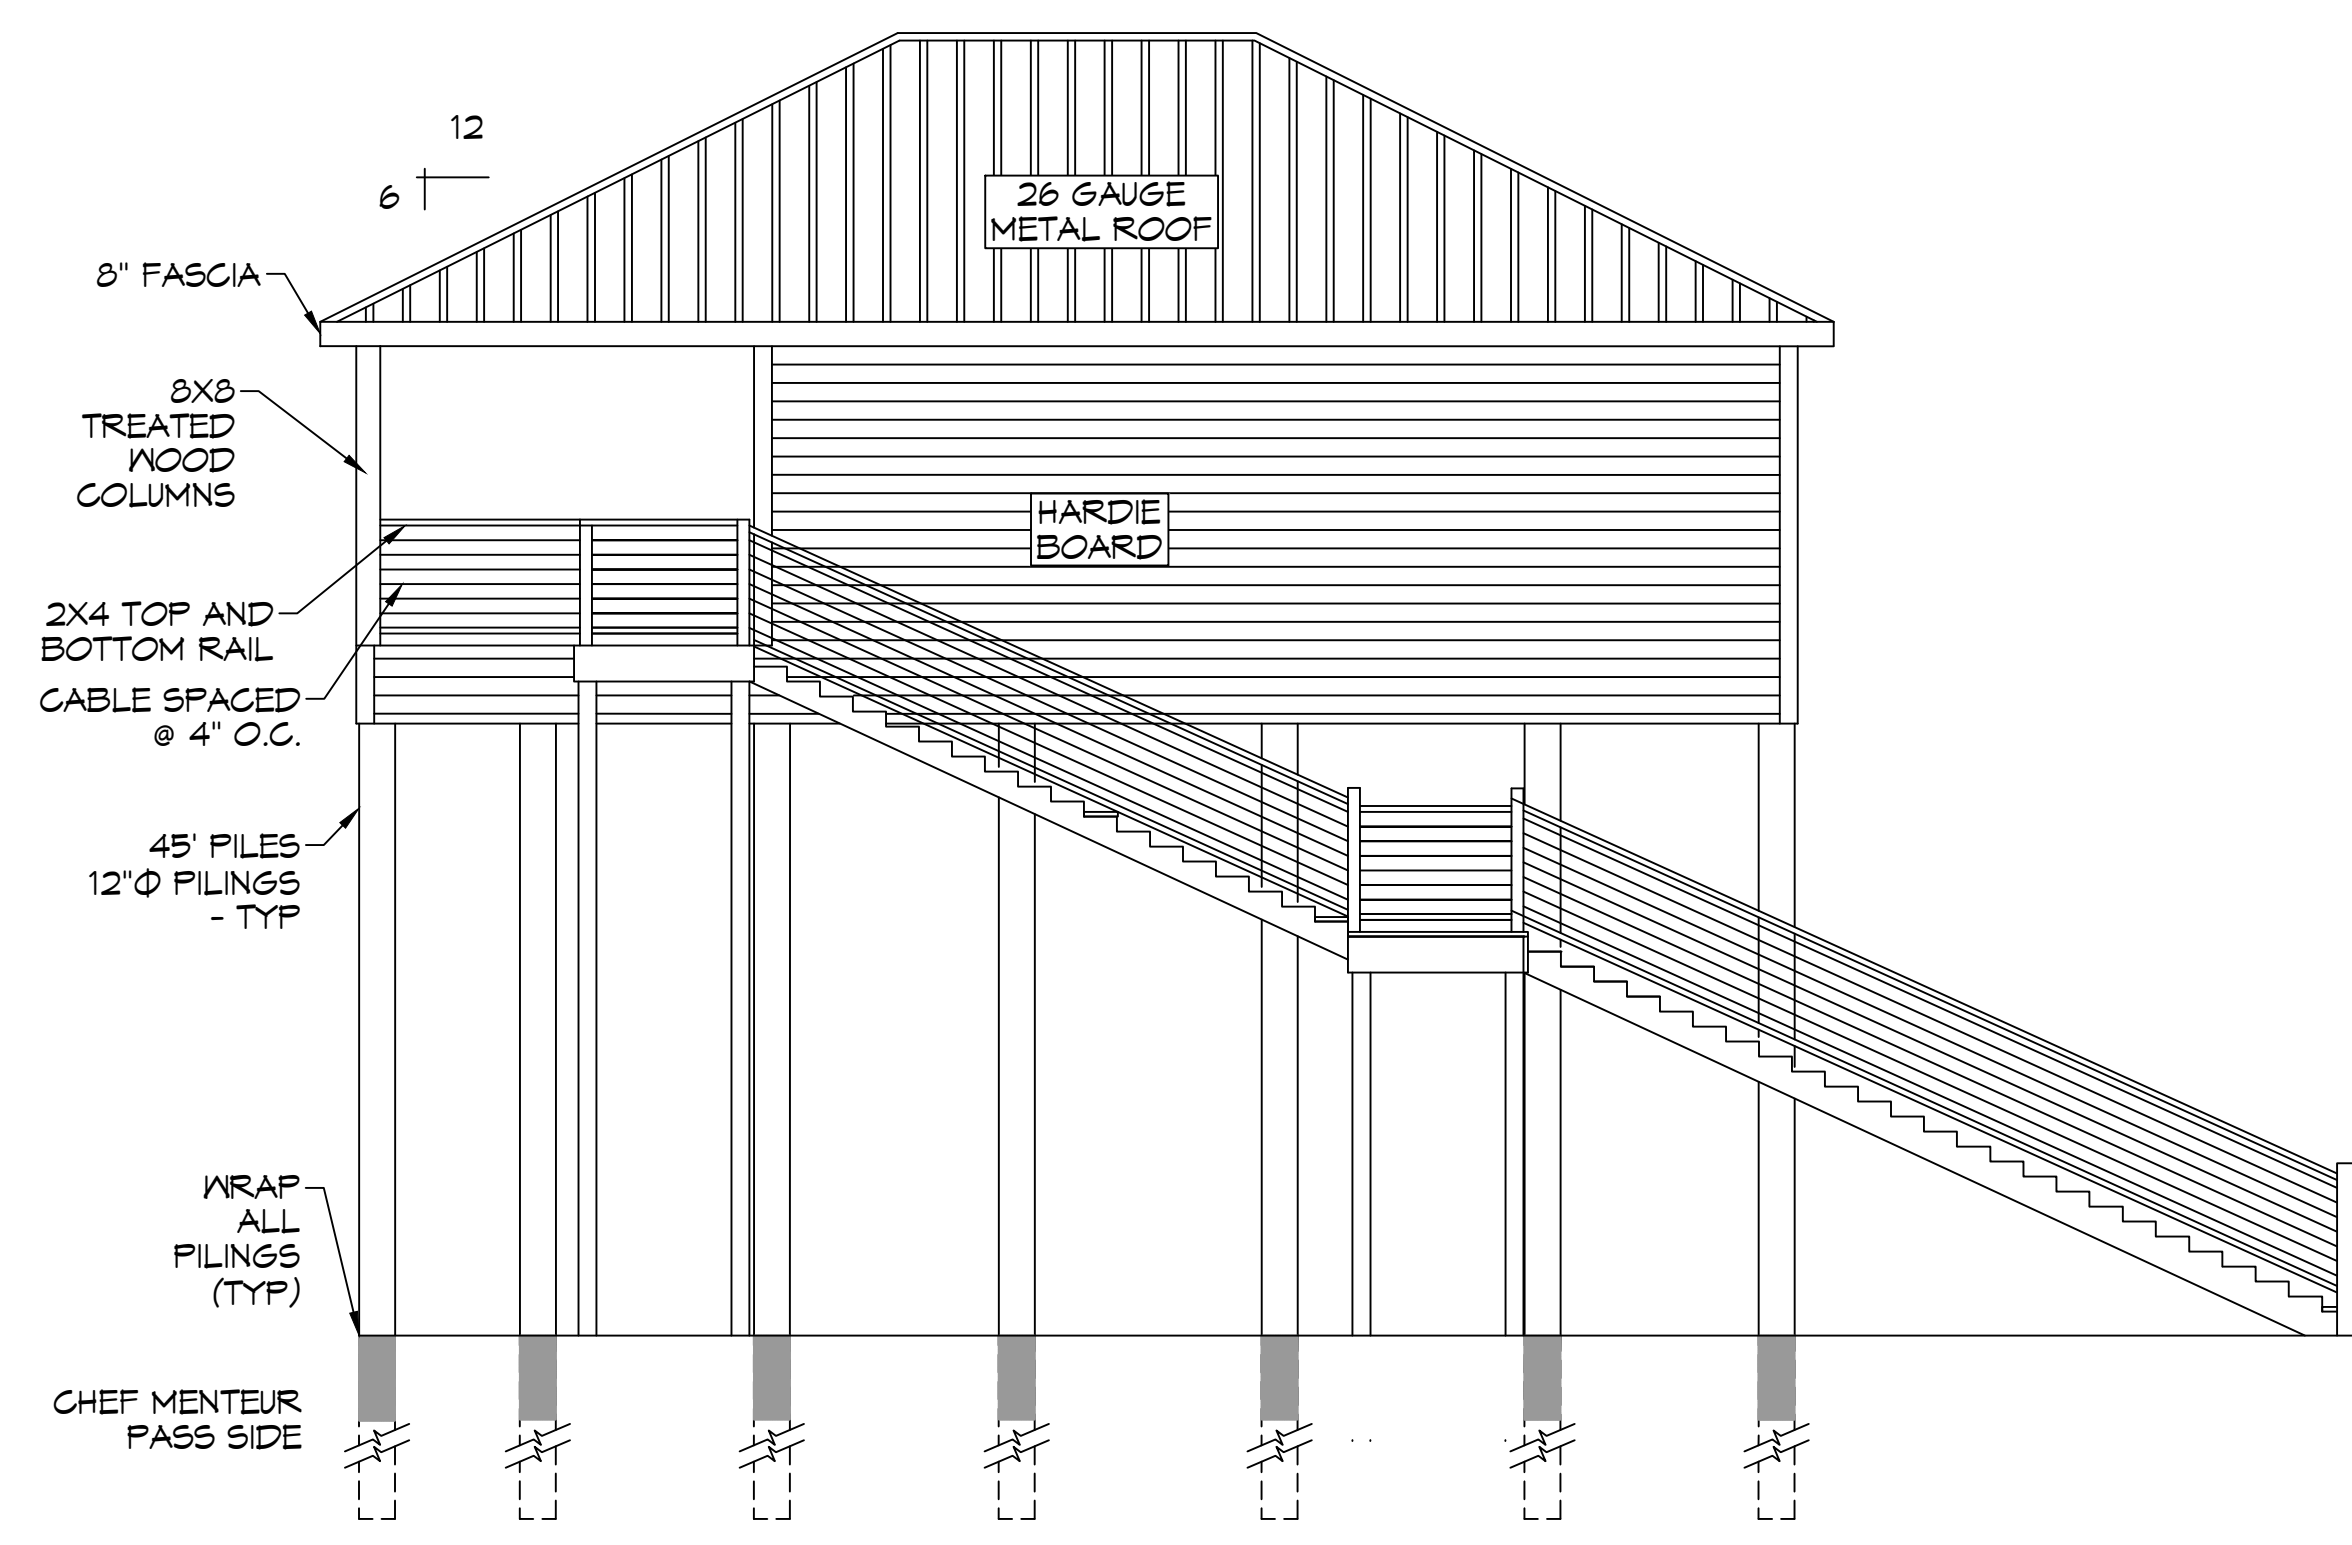 12
6
26 GAUGE
METAL ROOF
8" FASCIA
8X8
TREATED
WOOD
COLUMNS
HARDIE
BOARD
2X4 TOP AND
BOTTOM RAIL
CABLE SPACED
@ 4" O.C.
45' PILES
12"Φ PILINGS
- TYP
WRAP
ALL
PILINGS
(TYP)
CHEF MENTEUR
PASS SIDE